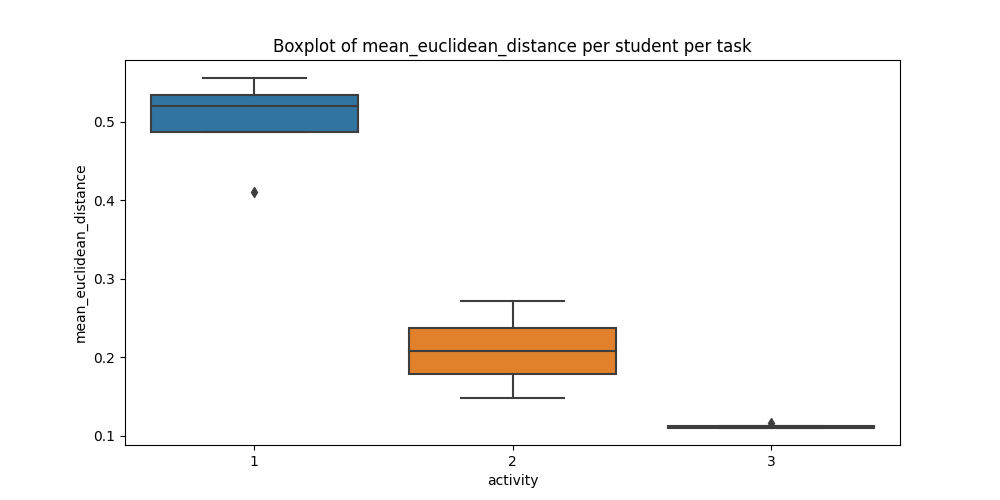 Boxplot of mean_euclidean_distance per student per task
mean_euclidean_distance
0.5
0.4
0.3
0.2
0.1
1
2
3
activity